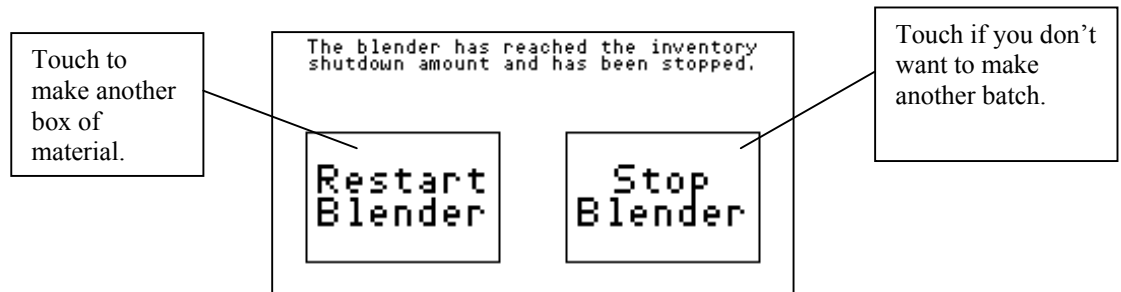 Touch to
make another
box of
material.
The blender has reached the inventory
shutdown amount and has been stopped.
Restart
Blender
Stop
Blender
Touch if you don’t
want to make
another batch.